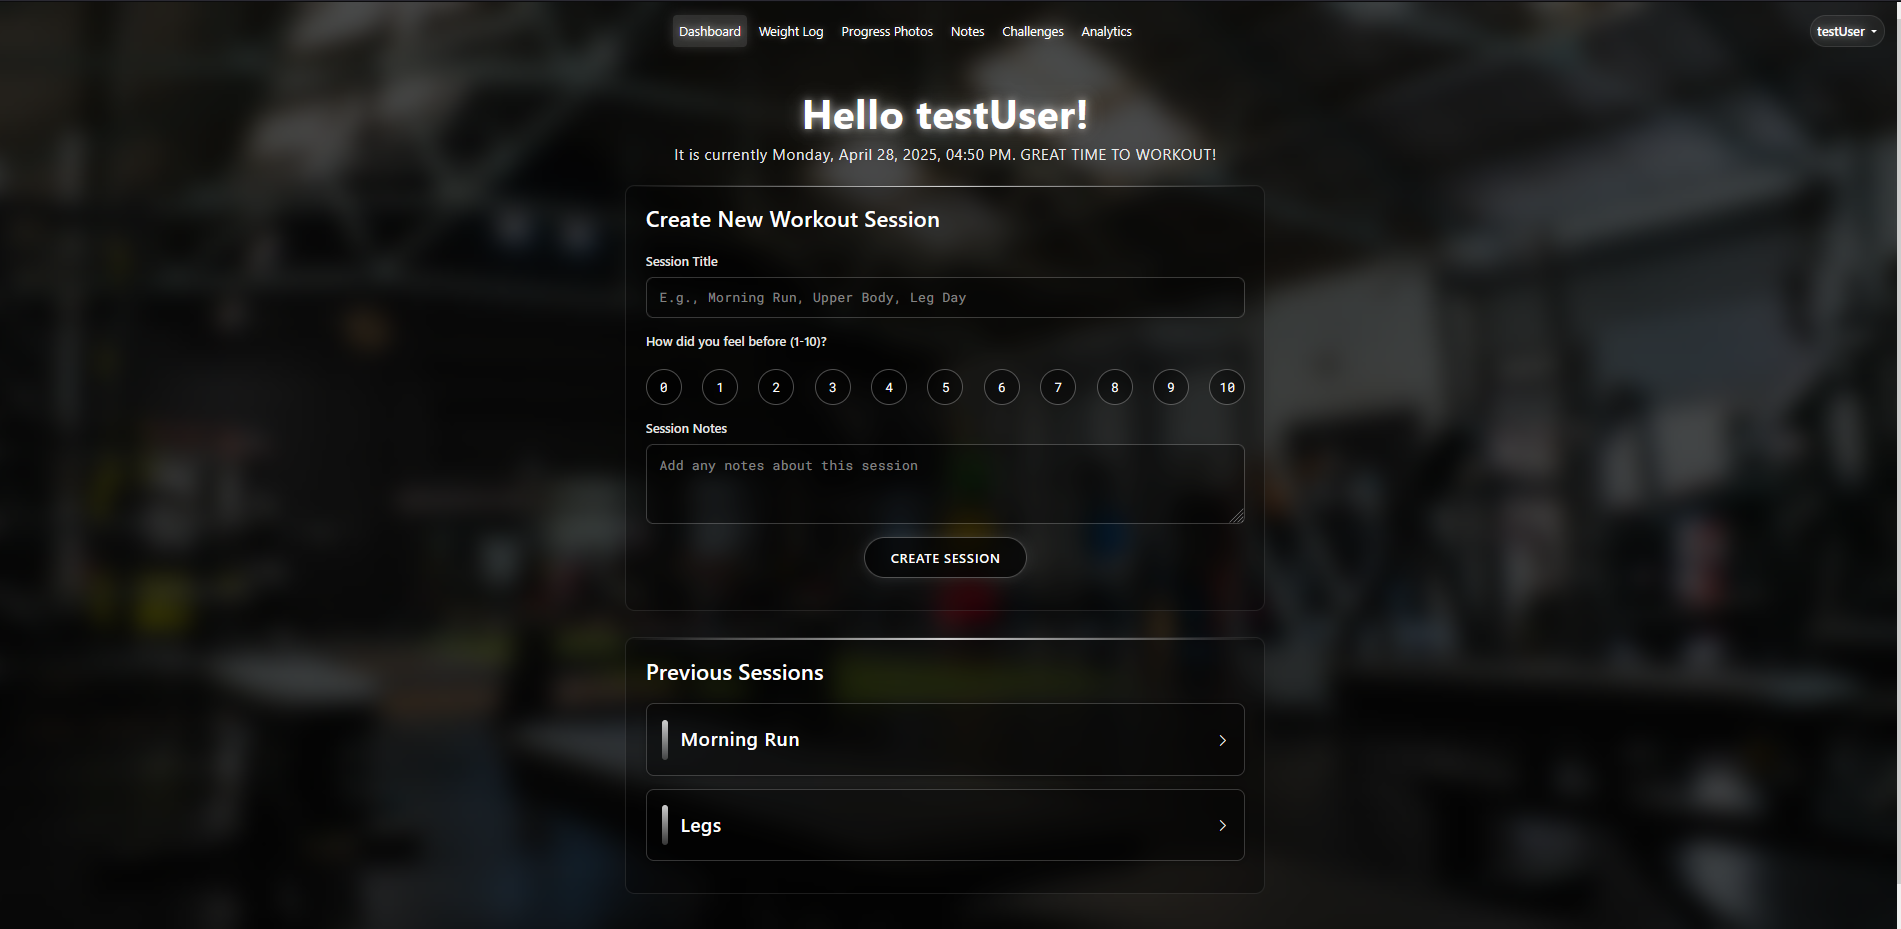 Dashboard Weight Log Progress Photos Notes Challenges Analytics testUser
Hello testUser!
It is currently Monday, April 28, 2025, 04:50 PM. GREAT TIME TO WORKOUT!
Create New Workout Session
Session Title
E.g., Morning Run, Upper Body, Leg Day
How did you feel before (1-10)?
0 1 2 3 4 5 6 7 8 9 10
Session Notes
Add any notes about this session
CREATE SESSION
Previous Sessions
Morning Run
Legs